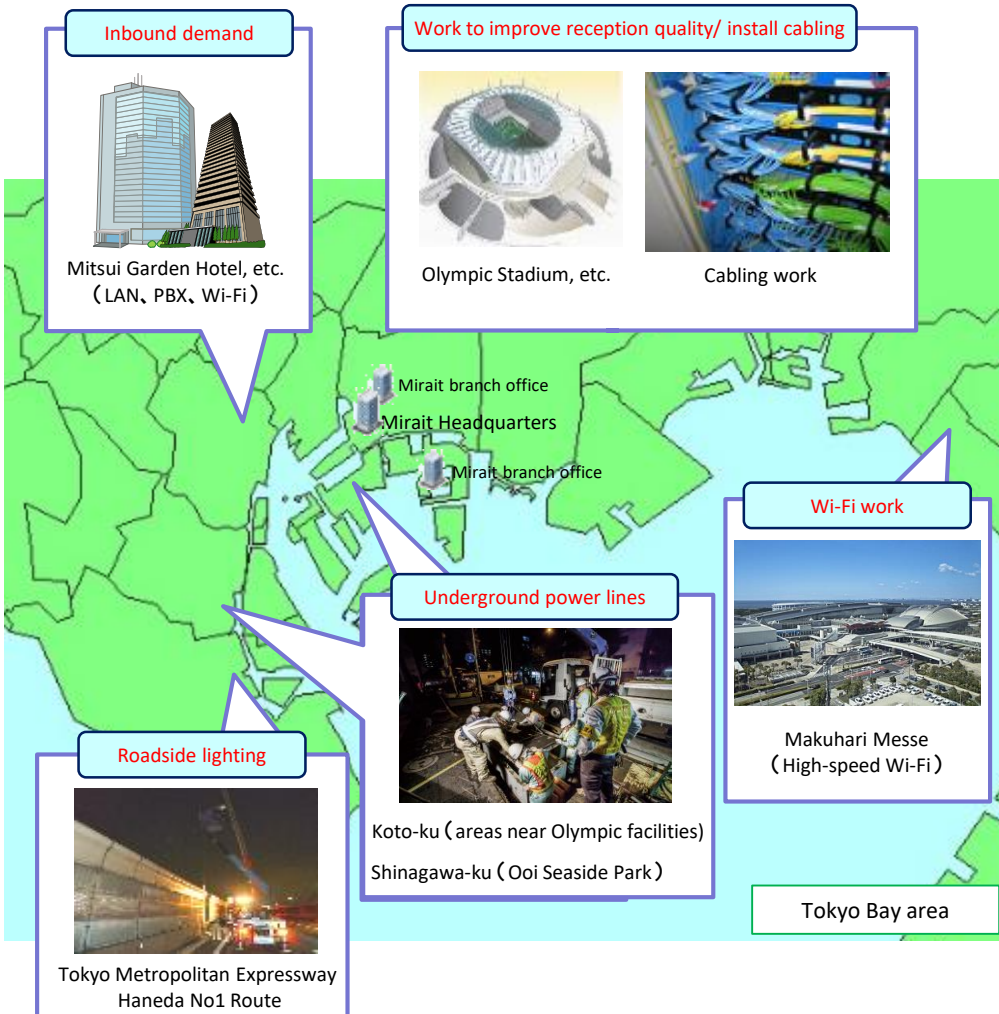 Inbound demand
Mitsui Garden Hotel, etc.
（LAN、PBX、Wi-Fi）
Work to improve reception quality/ install cabling
Olympic Stadium, etc.
Cabling work
Mirait branch office
Mirait Headquarters
Mirait branch office
Wi-Fi work
Makuhari Messe
（High-speed Wi-Fi）
Underground power lines
Koto-ku（areas near Olympic facilities)
Shinagawa-ku（Ooi Seaside Park）
Roadside lighting
Tokyo Metropolitan Expressway
Haneda No1 Route
Tokyo Bay area